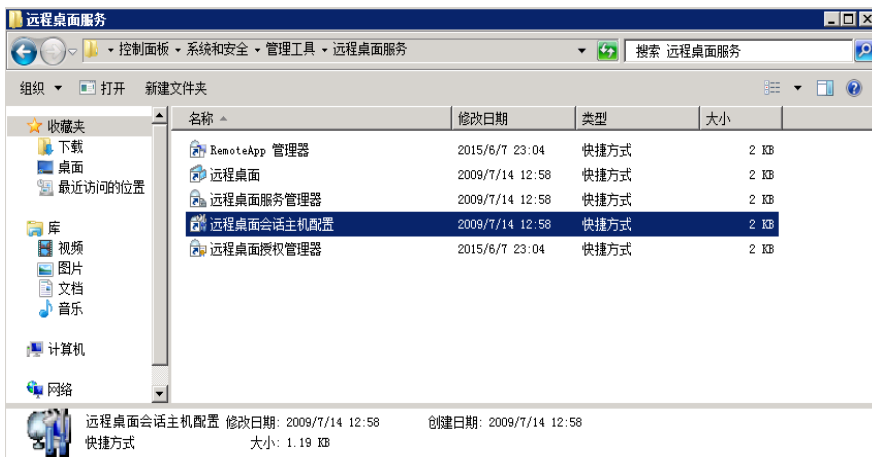 远程桌面服务
控制面板 系统和安全 管理工具 远程桌面服务 搜索 远程桌面服务
组织 打开 新建文件夹
收藏夹
下载
桌面
最近访问的位置
库
视频
图片
文档
音乐
计算机
网络
名称 修改日期 类型 大小
RemoteApp 管理器 2015/6/7 23:04 快捷方式 2 KB
远程桌面 2009/7/14 12:58 快捷方式 2 KB
远程桌面服务管理器 2009/7/14 12:58 快捷方式 2 KB
远程桌面会话主机配置 2009/7/14 12:58 快捷方式 2 KB
远程桌面授权管理器 2015/6/7 23:04 快捷方式 2 KB
远程桌面会话主机配置 修改日期: 2009/7/14 12:58 创建日期: 2009/7/14 12:58
快捷方式 大小: 1.19 KB